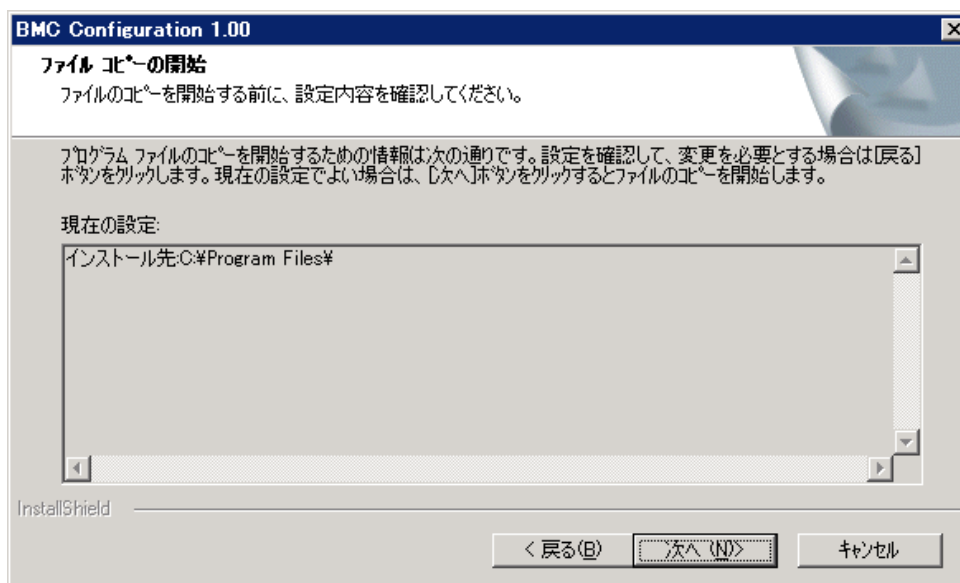 BMC Configuration 1.00
ファイル コピーの開始
ファイルのコピーを開始する前に、設定内容を確認してください。
プログラム ファイルのコピーを開始するための情報は次の通りです。設定を確認して、変更を必要とする場合は[戻る]
ボタンをクリックします。現在の設定でよい場合は、[次へ]ボタンをクリックするとファイルのコピーを開始します。
現在の設定:
インストール先:C:¥Program Files¥
InstallShield
< 戻る(B)
次へ (N)>
キャンセル